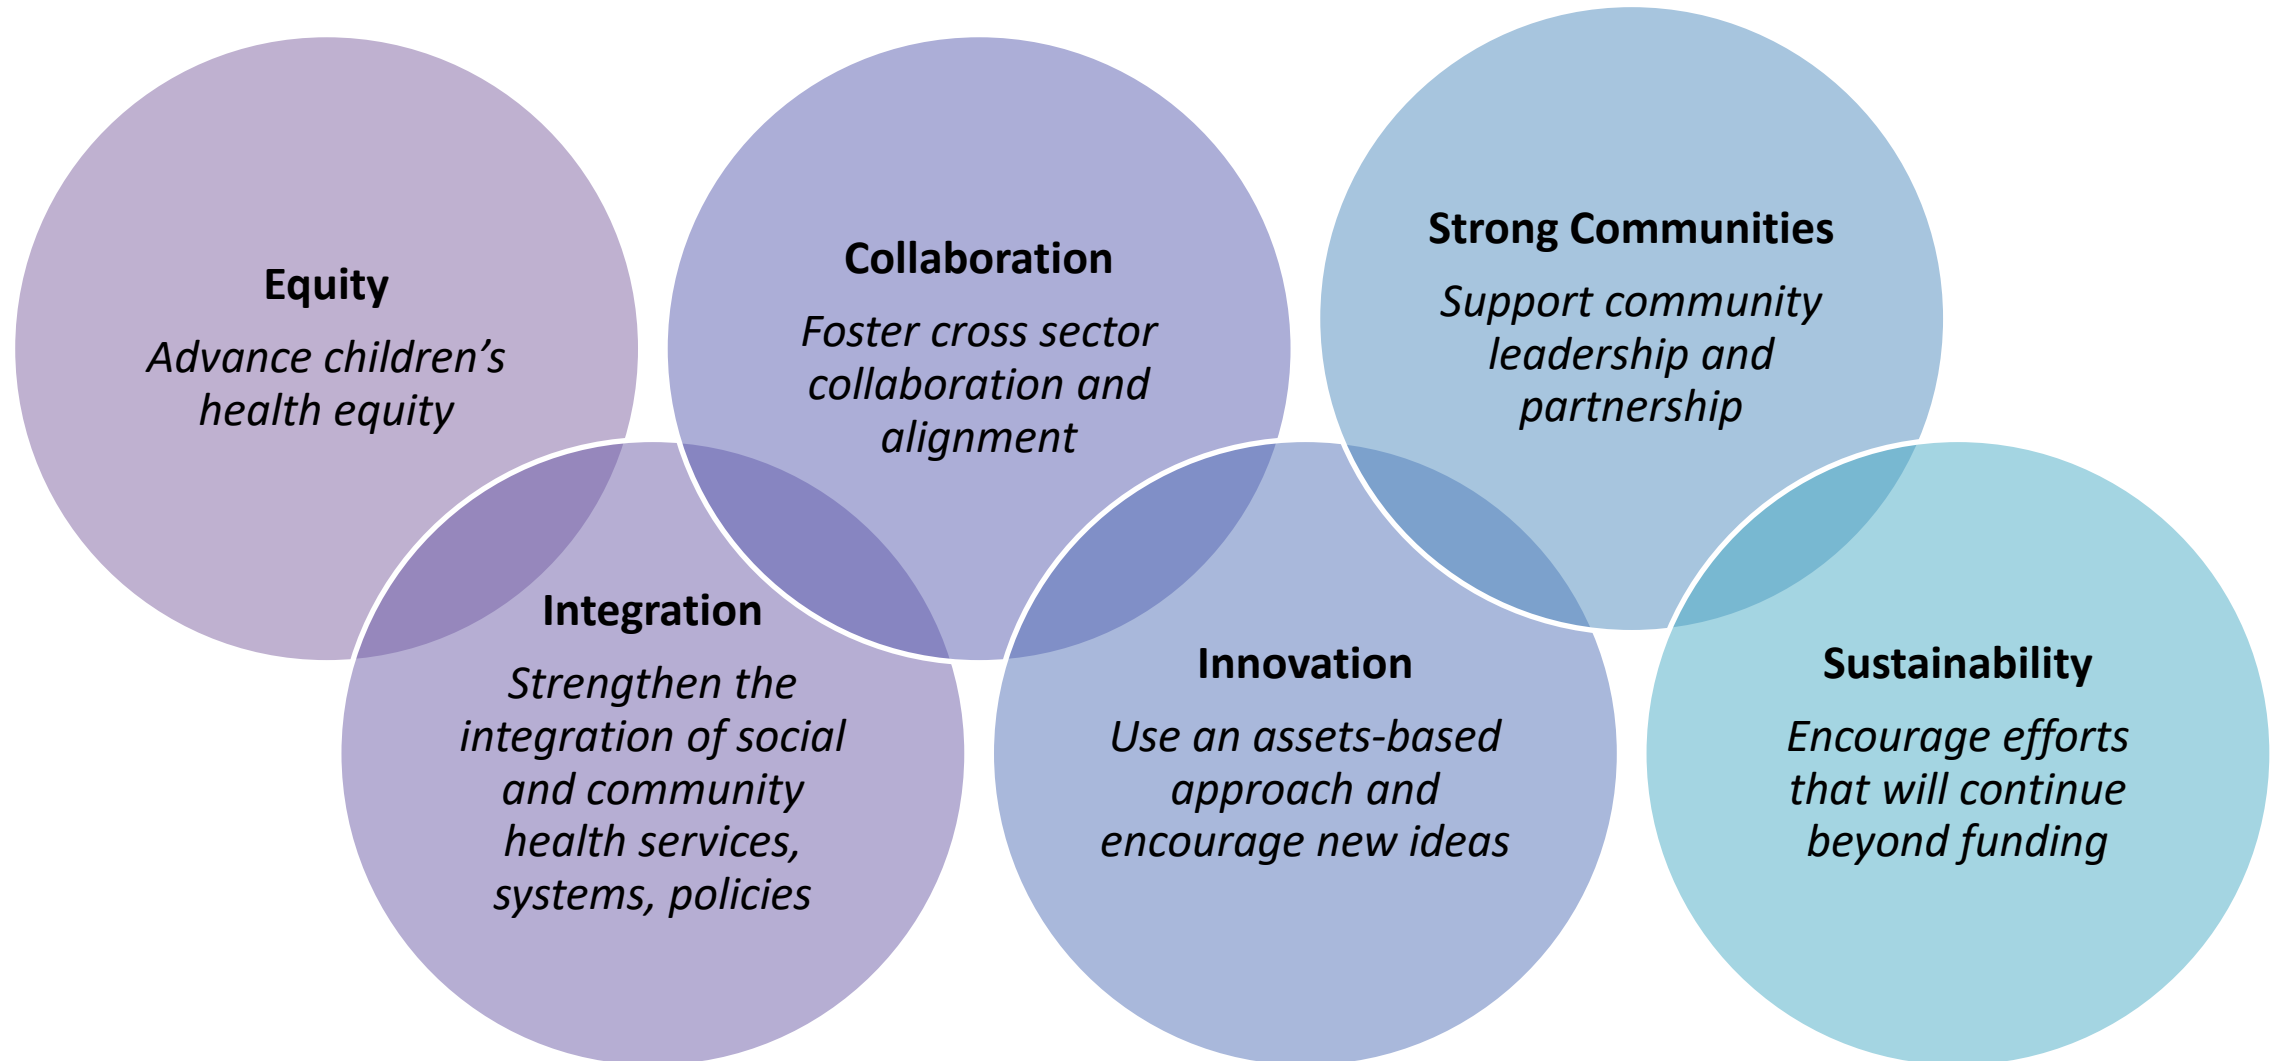 Equity
Advance children’s
health equity
Integration
Strengthen the
integration of social
and community
health services,
systems, policies
Collaboration
Foster cross sector
collaboration and
alignment
Innovation
Use an assets-based
approach and
encourage new ideas
Strong Communities
Support community
leadership and
partnership
Sustainability
Encourage efforts
that will continue
beyond funding